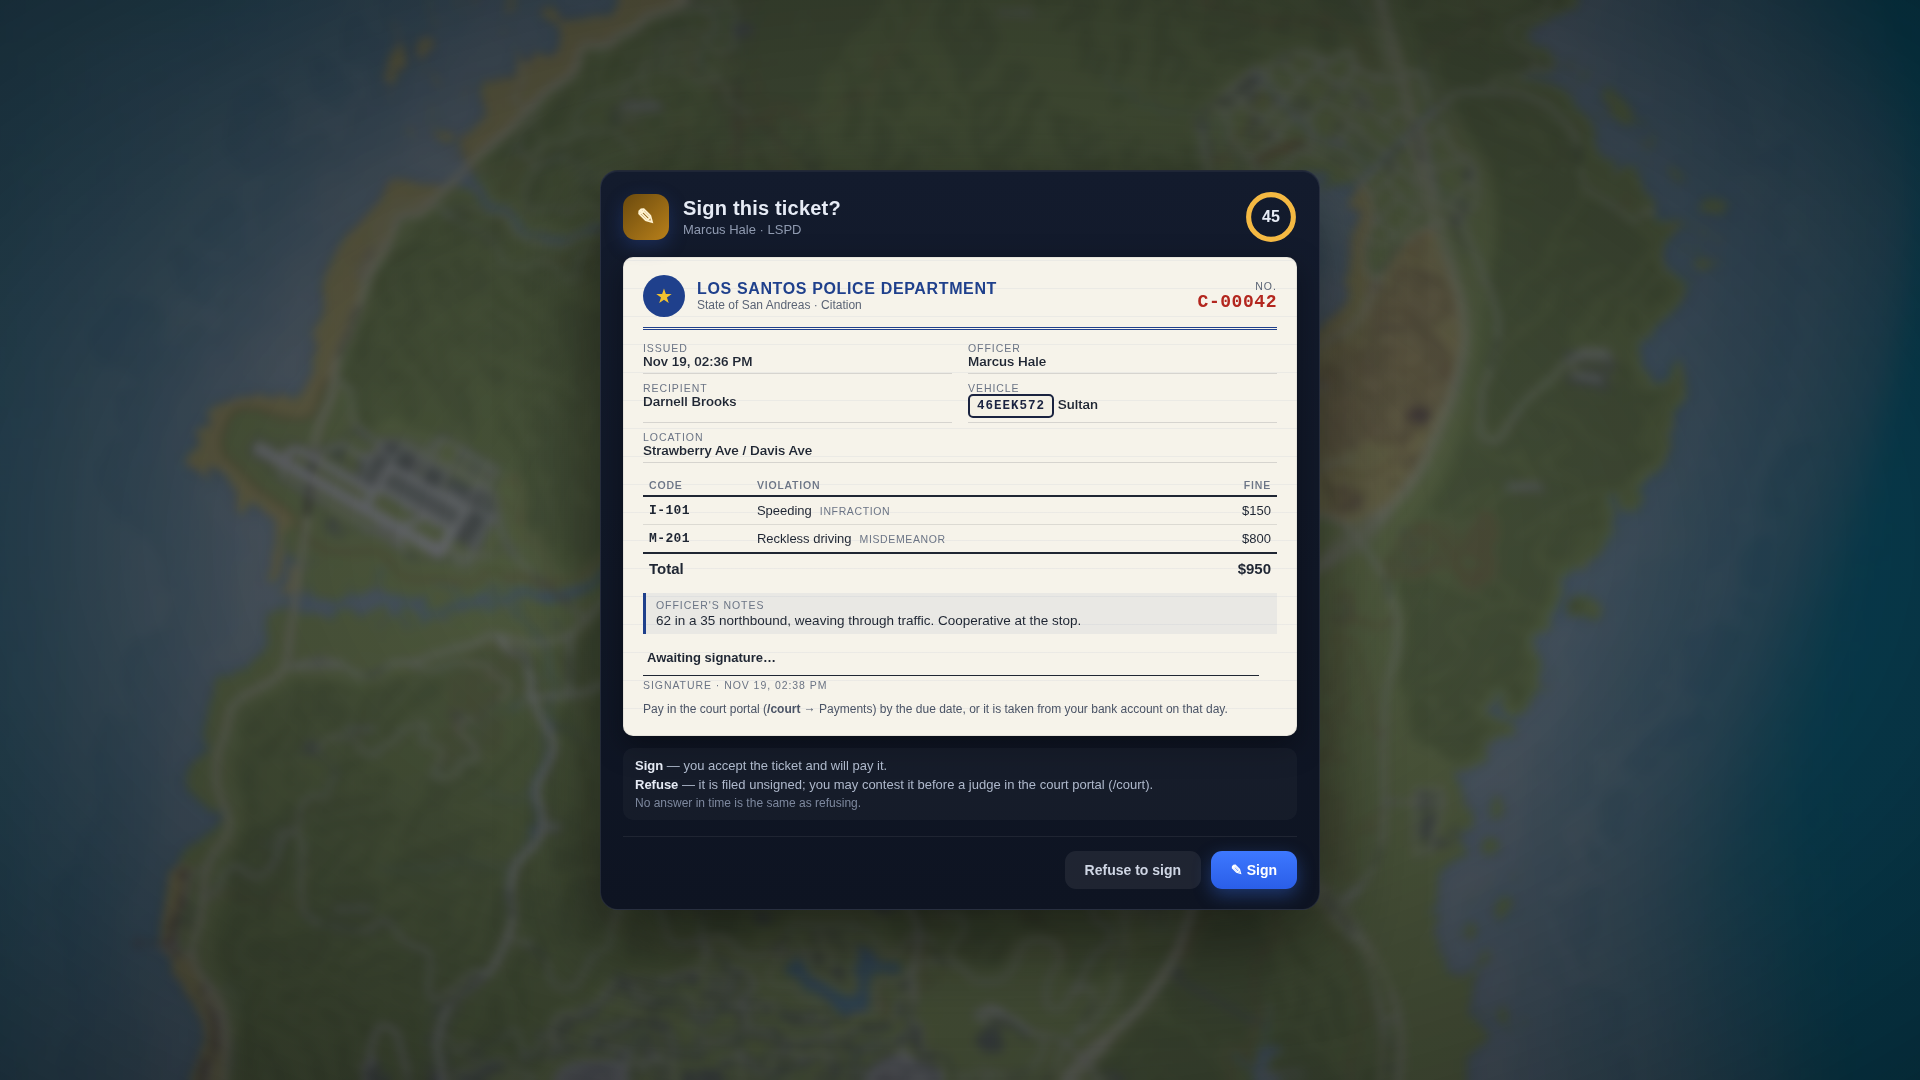 ✎
Sign this ticket?
Marcus Hale · LSPD
45
★
LOS SANTOS POLICE DEPARTMENT
State of San Andreas · Citation
NO.
C-00042
ISSUED
Nov 19, 02:36 PM
OFFICER
Marcus Hale
RECIPIENT
Darnell Brooks
VEHICLE
46EEK572 Sultan
LOCATION
Strawberry Ave / Davis Ave
CODE VIOLATION FINE
I-101 Speeding INFRACTION $150
M-201 Reckless driving MISDEMEANOR $800
Total $950
OFFICER'S NOTES
62 in a 35 northbound, weaving through traffic. Cooperative at the stop.
Awaiting signature…
SIGNATURE · NOV 19, 02:38 PM
Pay in the court portal (/court → Payments) by the due date, or it is taken from your bank account on that day.
Sign — you accept the ticket and will pay it.
Refuse — it is filed unsigned; you may contest it before a judge in the court portal (/court).
No answer in time is the same as refusing.
Refuse to sign
✎ Sign